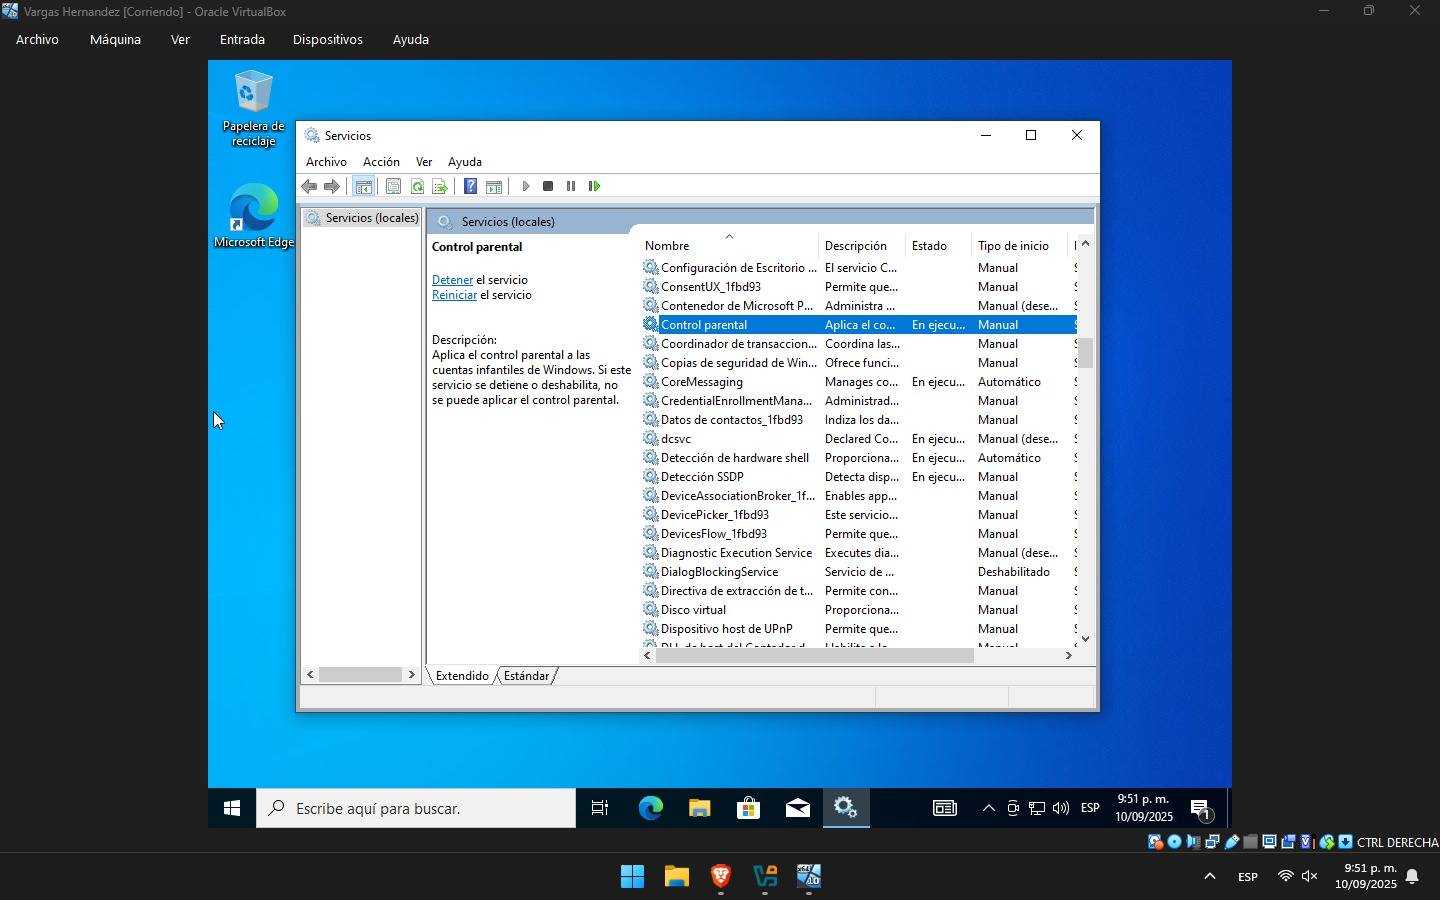 Vargas Hernandez [Corriendo] - Oracle VirtualBox
Archivo Máquina Ver Entrada Dispositivos Ayuda
Papelera de
reciclaje
Microsoft Edge
Servicios
Archivo Acción Ver Ayuda
Servicios (locales)
Servicios (locales)
Control parental
Detener el servicio
Reiniciar el servicio
Descripción:
Aplica el control parental a las
cuentas infantiles de Windows. Si este
servicio se detiene o deshabilita, no
se puede aplicar el control parental.
Nombre Descripción Estado Tipo de inicio
Configuración de Escritorio ... El servicio C... Manual
ConsentUX_1fbd93 Permite que... Manual
Contenedor de Microsoft P... Administra ... Manual (dese...
Control parental Aplica el co... En ejecu... Manual
Coordinador de transaccion... Coordina las... Manual
Copias de seguridad de Win... Ofrece funci... Manual
CoreMessaging Manages co... En ejecu... Automático
CredentialEnrollmentMana... Administrad... Manual
Datos de contactos_1fbd93 Indiza los da... Manual
dcsvc Declared Co... En ejecu... Manual (dese...
Detección de hardware shell Proporciona... En ejecu... Automático
Detección SSDP Detecta disp... En ejecu... Manual
DeviceAssociationBroker_1f... Enables app... Manual
DevicePicker_1fbd93 Este servicio... Manual
DevicesFlow_1fbd93 Permite que... Manual
Diagnostic Execution Service Executes dia... Manual (dese...
DialogBlockingService Servicio de ... Deshabilitado
Directiva de extracción de t... Permite con... Manual
Disco virtual Proporciona... Manual
Dispositivo host de UPnP Permite que... Manual
Extendido Estándar
Escribe aquí para buscar.
ESP
9:51 p. m.
10/09/2025
1
CTRL DERECHA
x64
10
ESP
9:51 p. m.
10/09/2025